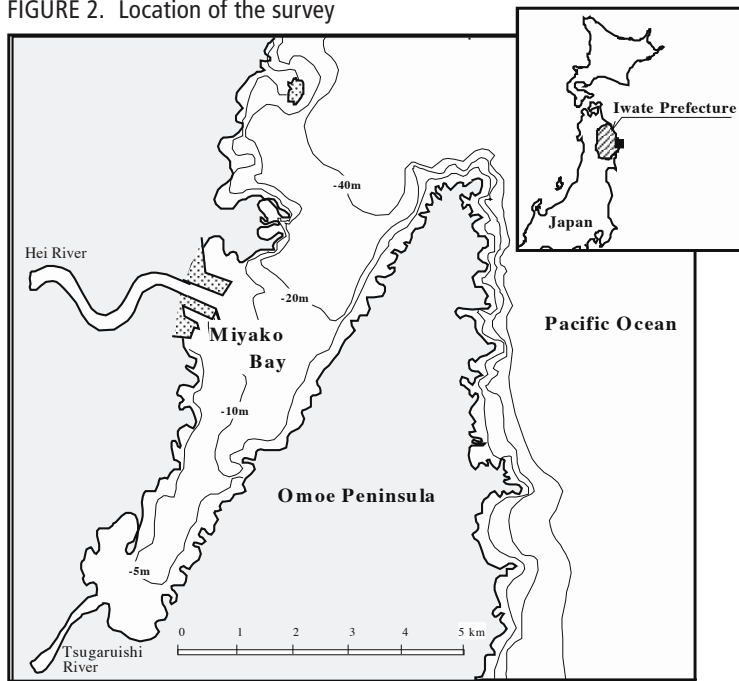 FIGURE 2. Location of the survey
Iwate Prefecture
Japan
-40m
Hei River
-20m
Pacific Ocean
Miyako
Bay
-10m
Omoe Peninsula
-5m
0 1 2 3 4 5 km
Tsugaruishi
River